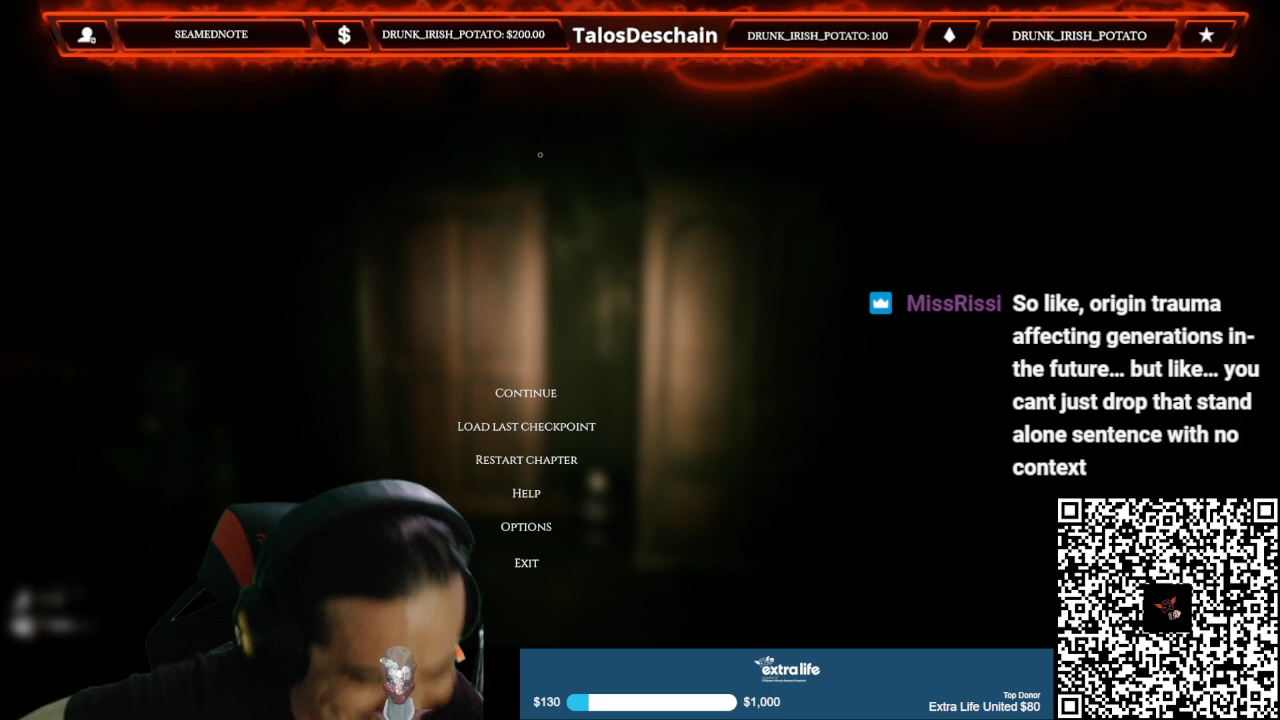 SEAMEDNOTE
$
DRUNK_IRISH_POTATO: $200.00
TalosDeschain
DRUNK_IRISH_POTATO: 100
DRUNK_IRISH_POTATO
MissRissi So like, origin trauma
affecting generations in-
the future... but like... you
cant just drop that stand
alone sentence with no
context
CONTINUE
LOAD LAST CHECKPOINT
RESTART CHAPTER
HELP
OPTIONS
EXIT
extra life
$130
$1,000
Top Donor
Extra Life United $80